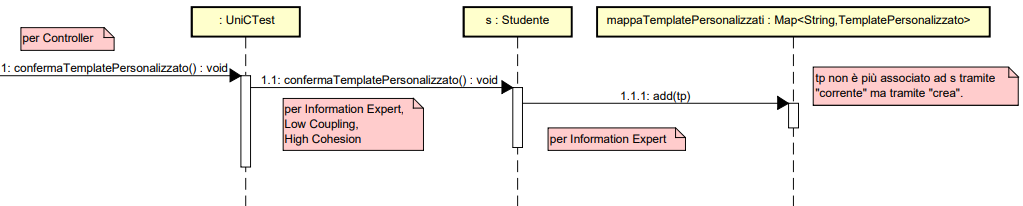 : UniCTest
s : Studente
mappaTemplatePersonalizzati : Map<String,TemplatePersonalizzato>
per Controller
1: confermaTemplatePersonalizzato() : void
1.1: confermaTemplatePersonalizzato() : void
per Information Expert,
Low Coupling,
High Cohesion
1.1.1: add(tp)
per Information Expert
tp non è più associato ad s tramite
"corrente" ma tramite "crea".